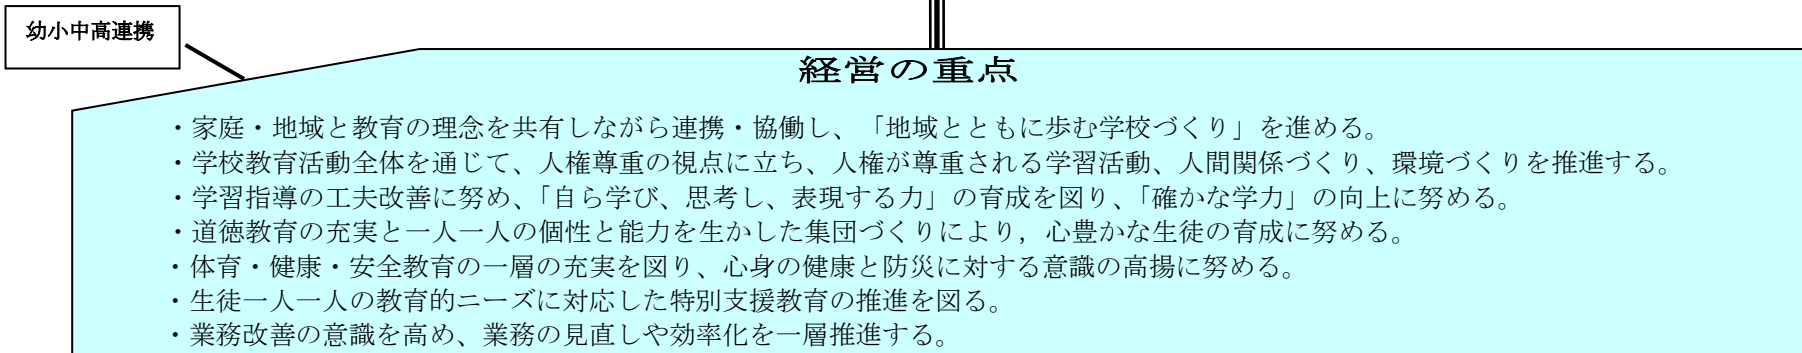 幼小中高連携
経営の重点
・家庭・地域と教育の理念を共有しながら連携・協働し、「地域とともに歩む学校づくり」を進める。
・学校教育活動全体を通じて、人権尊重の視点に立ち、人権が尊重される学習活動、人間関係づくり、環境づくりを推進する。
・学習指導の工夫改善に努め、「自ら学び、思考し、表現する力」の育成を図り、「確かな学力」の向上に努める。
・道徳教育の充実と一人一人の個性と能力を生かした集団づくりにより，心豊かな生徒の育成に努める。
・体育・健康・安全教育の一層の充実を図り、心身の健康と防災に対する意識の高揚に努める。
・生徒一人一人の教育的ニーズに対応した特別支援教育の推進を図る。
・業務改善の意識を高め、業務の見直しや効率化を一層推進する。